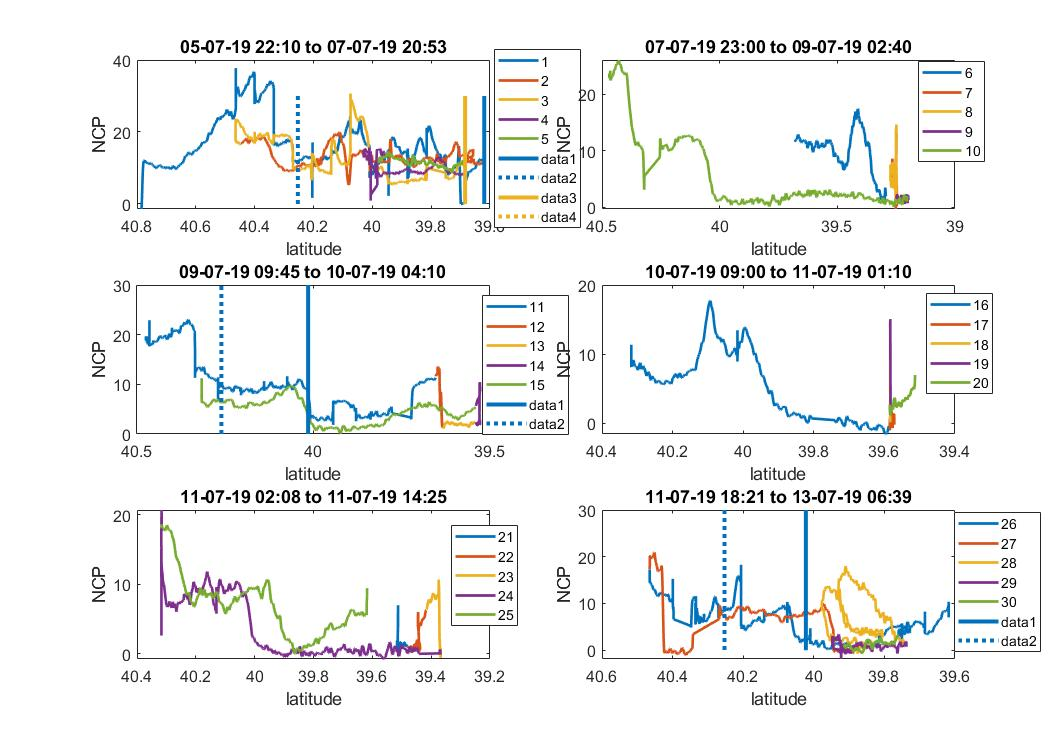 05-07-19 22:10 to 07-07-19 20:53
NCP
40
20
0
40.8 40.6 40.4 40.2 40 39.8
latitude
1
2
3
4
5
data1
data2
data3
data4
07-07-19 23:00 to 09-07-19 02:40
NCP
20
10
0
40.5 40 39.5 39
latitude
6
7
8
9
10
09-07-19 09:45 to 10-07-19 04:10
NCP
30
20
10
0
40.5 40 39.5
latitude
11
12
13
14
15
data1
data2
10-07-19 09:00 to 11-07-19 01:10
NCP
20
10
0
40.4 40.2 40 39.8 39.6 39.4
latitude
16
17
18
19
20
11-07-19 02:08 to 11-07-19 14:25
NCP
20
10
0
40.4 40.2 40 39.8 39.6 39.4 39.2
latitude
21
22
23
24
25
11-07-19 18:21 to 13-07-19 06:39
NCP
30
20
10
0
40.6 40.4 40.2 40 39.8 39.6
latitude
26
27
28
29
30
data1
data2